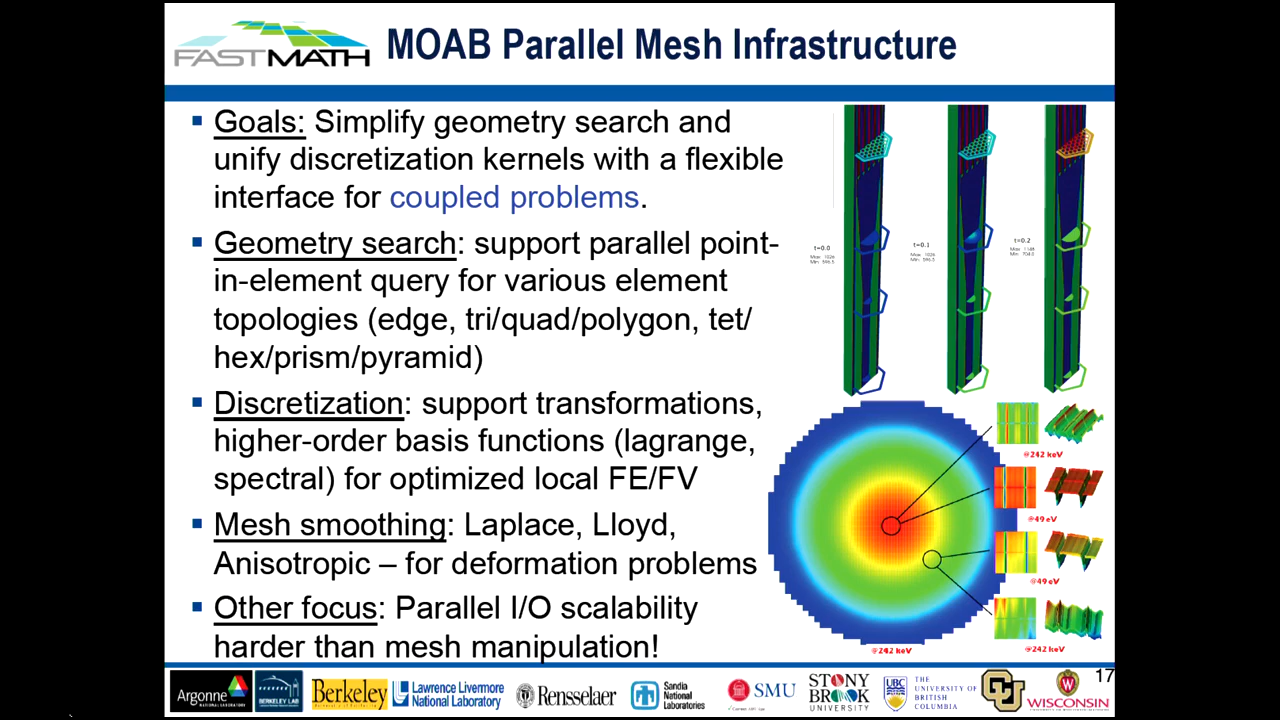 FASTMATH
MOAB Parallel Mesh Infrastructure
Goals: Simplify geometry search and
unify discretization kernels with a flexible
interface for coupled problems.
Geometry search: support parallel point-
in-element query for various element
topologies (edge, tri/quad/polygon, tet/
hex/prism/pyramid)
Discretization: support transformations,
higher-order basis functions (lagrange,
spectral) for optimized local FE/FV
Mesh smoothing: Laplace, Lloyd,
Anisotropic – for deformation problems
Other focus: Parallel I/O scalability
harder than mesh manipulation!
t=0.0
t=0.1
t=0.2
@242 keV
@49 eV
@49 eV
@242 keV
@242 keV
17
Argonne
NATIONAL LABORATORY
BERKELEY LAB
Berkeley
Lawrence Livermore
National Laboratory
Rensselaer
Sandia
National
Laboratories
SMU
STONY
BROOK
UNIVERSITY
UBC
THE
UNIVERSITY OF
BRITISH
COLUMBIA
CU
W
WISCONSIN